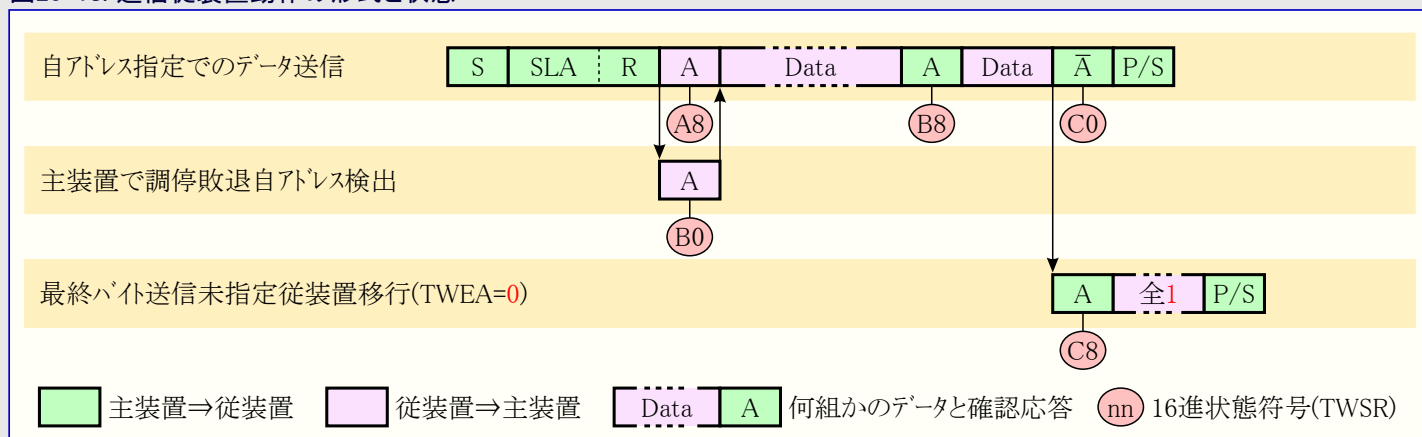 自アドレス指定でのデータ送信 S SLA R A Data A Data A̅ P/S
A8 B8 C0
主装置で調停敗退自アドレス検出 A
B0
最終バイト送信未指定従装置移行(TWEA=0) A 全1 P/S
C8
主装置⇒従装置 従装置⇒主装置 Data A 何組かのデータと確認応答 nn 16進状態符号(TWSR)